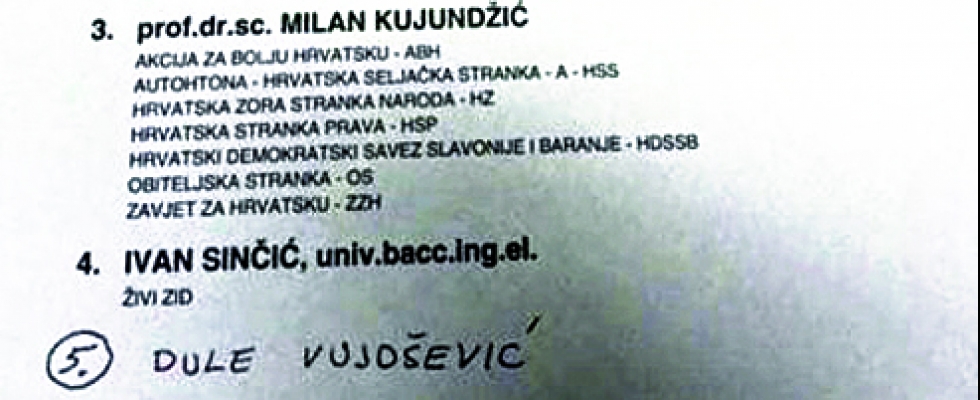 3. prof.dr.sc. MILAN KUJUNDŽIĆ
AKCIJA ZA BOLJU HRVATSKU - ABH
AUTOHTONA - HRVATSKA SELJAČKA STRANKA - A - HSS
HRVATSKA ZORA STRANKA NARODA - HZ
HRVATSKA STRANKA PRAVA - HSP
HRVATSKI DEMOKRATSKI SAVEZ SLAVONIJE I BARANJE - HDSSB
OBITELJSKA STRANKA - OS
ZAVJET ZA HRVATSKU - ZZH
4. IVAN SINČIĆ, univ.bacc.ing.el.
ŽIVI ZID
5. DULE VUJOŠEVIĆ